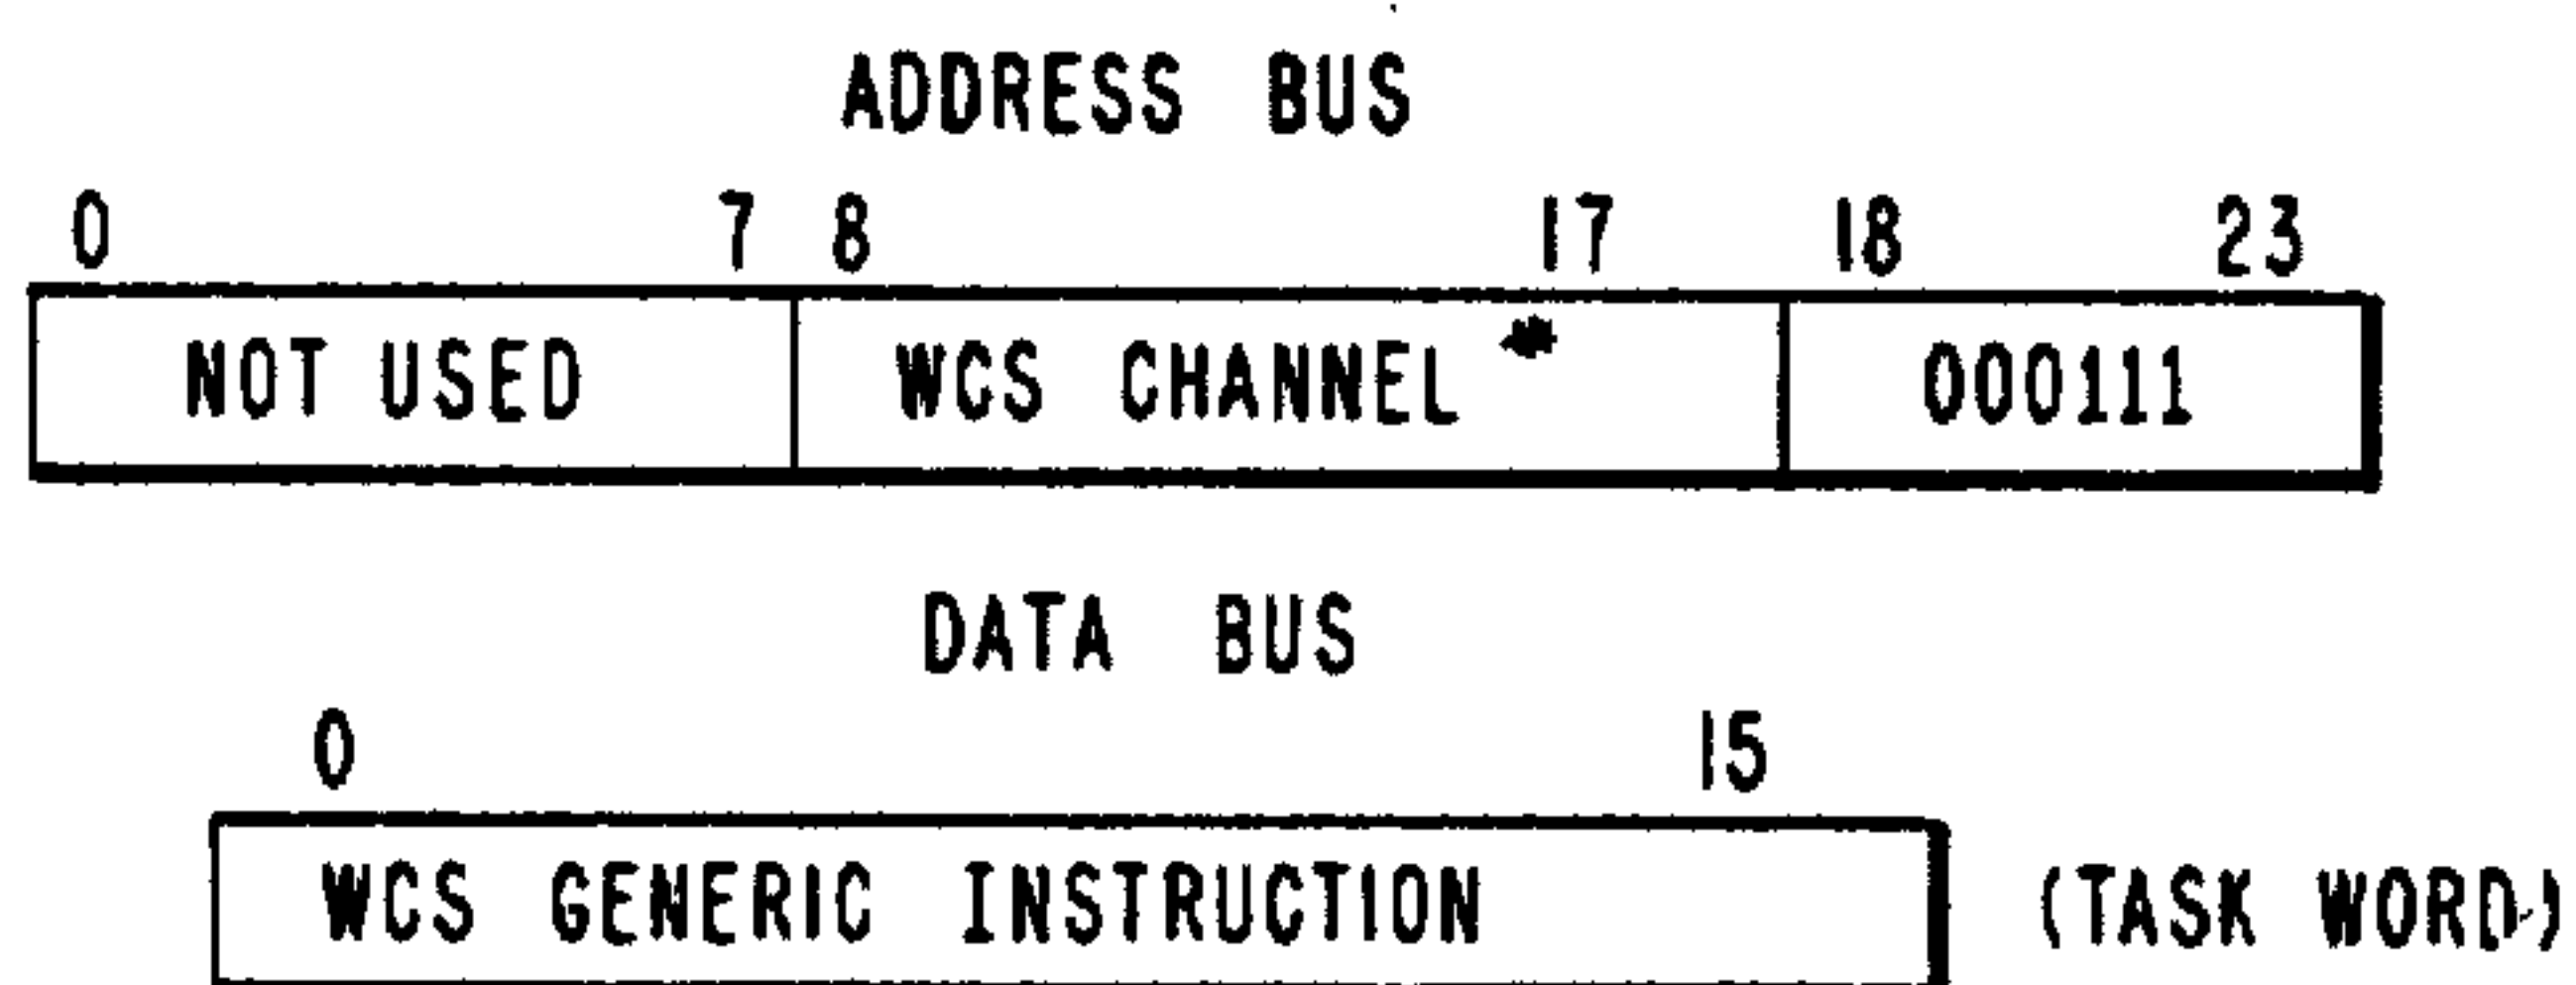 ADDRESS BUS
0 7 8 17 18 23
NOT USED WCS CHANNEL * 000111
DATA BUS
0 15
WCS GENERIC INSTRUCTION (TASK WORD)